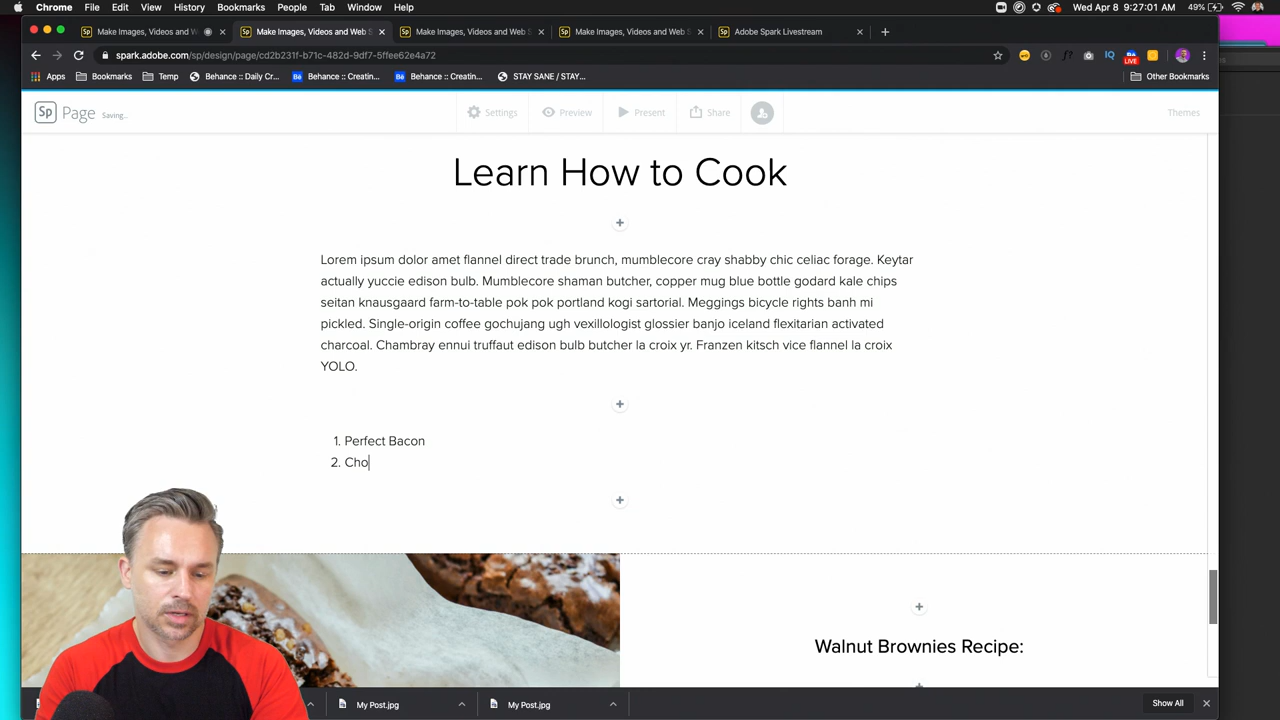 Chrome File Edit View History Bookmarks People Tab Window Help Wed Apr 8 9:27:01 AM 49%
Make Images, Videos and W Make Images, Videos and Web S Make Images, Videos and Web S Make Images, Videos and Web S Adobe Spark Livestream
spark.adobe.com/sp/design/page/cd2b231f-b71c-482d-9df7-5ffee62e4a72 IQ LIVE
Apps Bookmarks Temp Behance :: Daily Cr... Behance :: Creatin... Behance :: Creatin... STAY SANE / STAY... Other Bookmarks
Sp Page Saving... Settings Preview Present Share Themes
Learn How to Cook
Lorem ipsum dolor amet flannel direct trade brunch, mumblecore cray shabby chic celiac forage. Keytar
actually yuccie edison bulb. Mumblecore shaman butcher, copper mug blue bottle godard kale chips
seitan knausgaard farm-to-table pok pok portland kogi sartorial. Meggings bicycle rights banh mi
pickled. Single-origin coffee gochujang ugh vexillologist glossier banjo iceland flexitarian activated
charcoal. Chambray ennui truffaut edison bulb butcher la croix yr. Franzen kitsch vice flannel la croix
YOLO.
1. Perfect Bacon
2. Cho
Walnut Brownies Recipe:
My Post.jpg My Post.jpg Show All